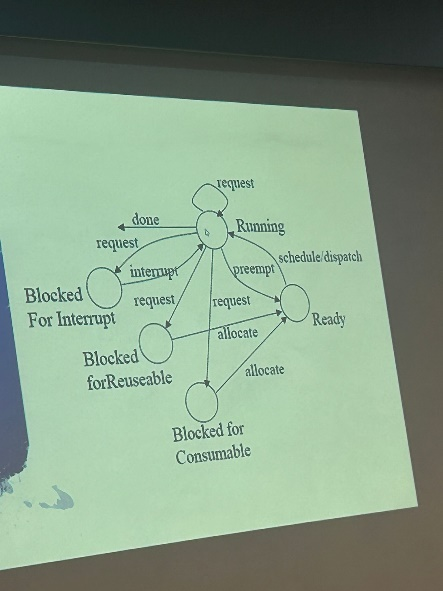 request
done
Running
request
schedule/dispatch
interrupt
preempt
Blocked
For Interrupt
request
request
Ready
allocate
Blocked
forReuseable
allocate
Blocked for
Consumable